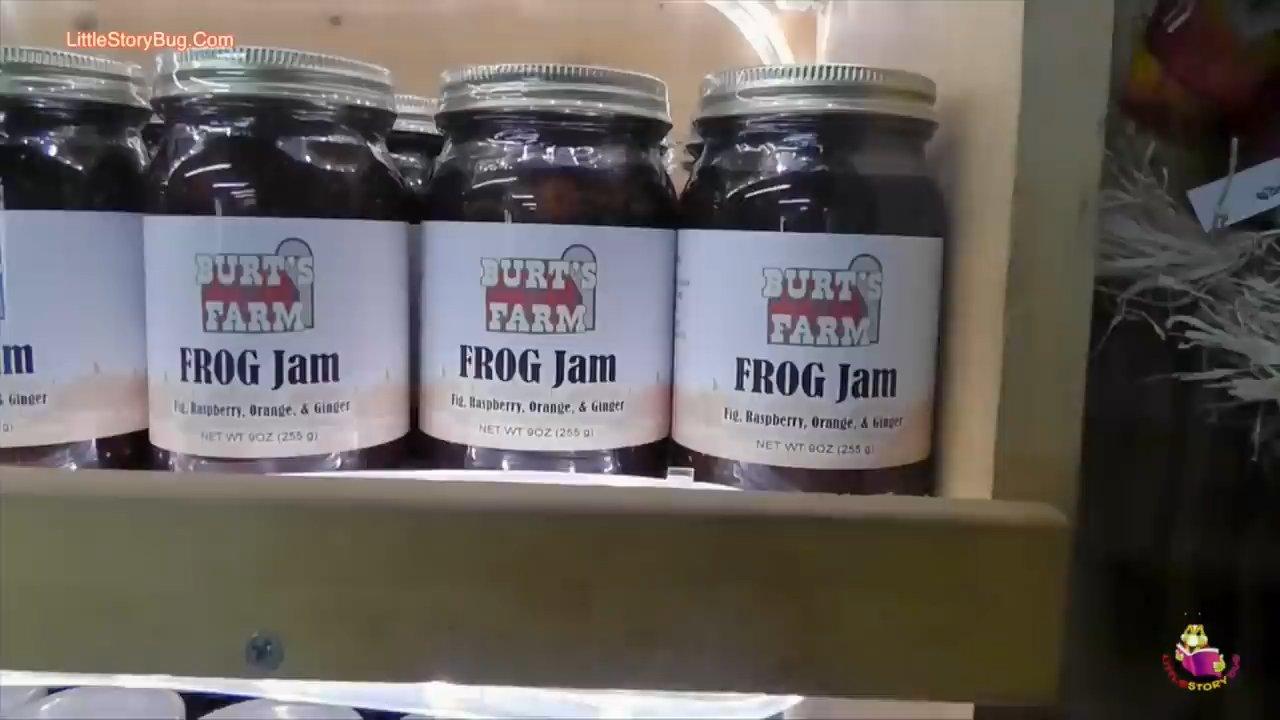 LittleStoryBug.Com
BURT'S
FARM
FROG Jam
Fig, Raspberry, Orange, & Ginger
NET WT 9OZ (255 g)
BURT'S
FARM
FROG Jam
Fig, Raspberry, Orange, & Ginger
NET WT 9OZ (255 g)
BURT'S
FARM
FROG Jam
Fig, Raspberry, Orange, & Ginger
NET WT 9OZ (255 g)
m
& Ginger
g)
LITTLESTORYBUG